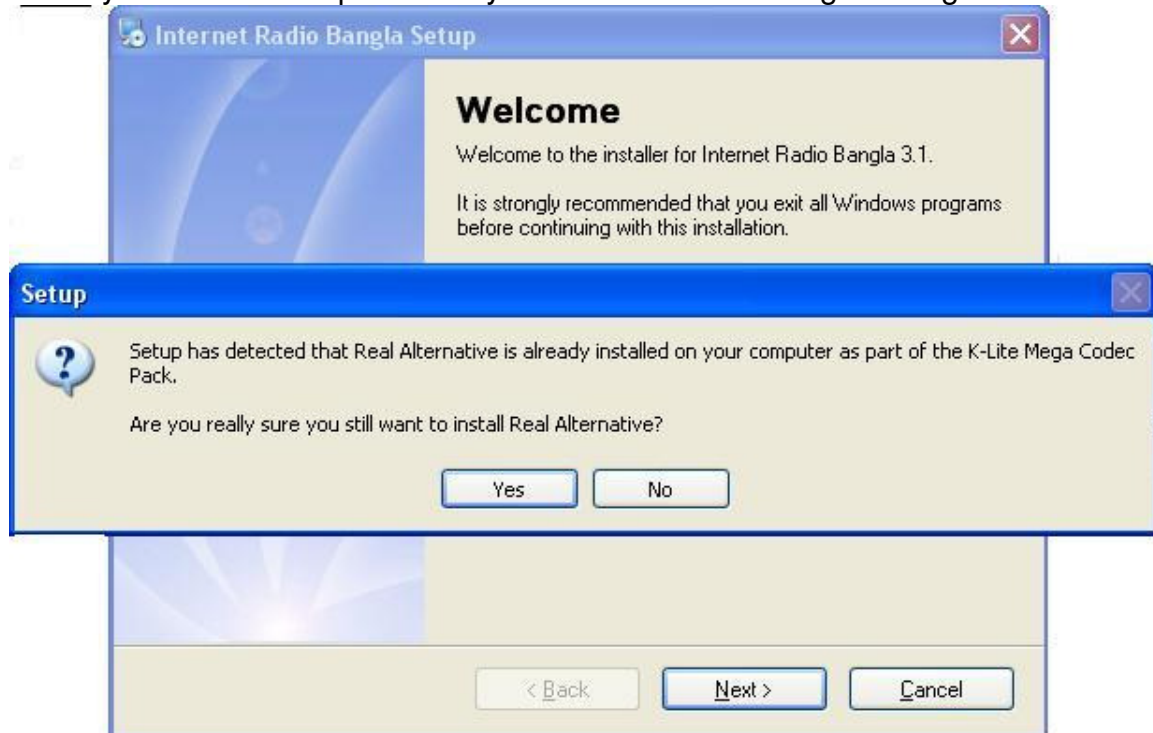 Internet Radio Bangla Setup
Welcome
Welcome to the installer for Internet Radio Bangla 3.1.
It is strongly recommended that you exit all Windows programs
before continuing with this installation.
Setup
Setup has detected that Real Alternative is already installed on your computer as part of the K-Lite Mega Codec
Pack.
Are you really sure you still want to install Real Alternative?
Yes No
< Back Next > Cancel